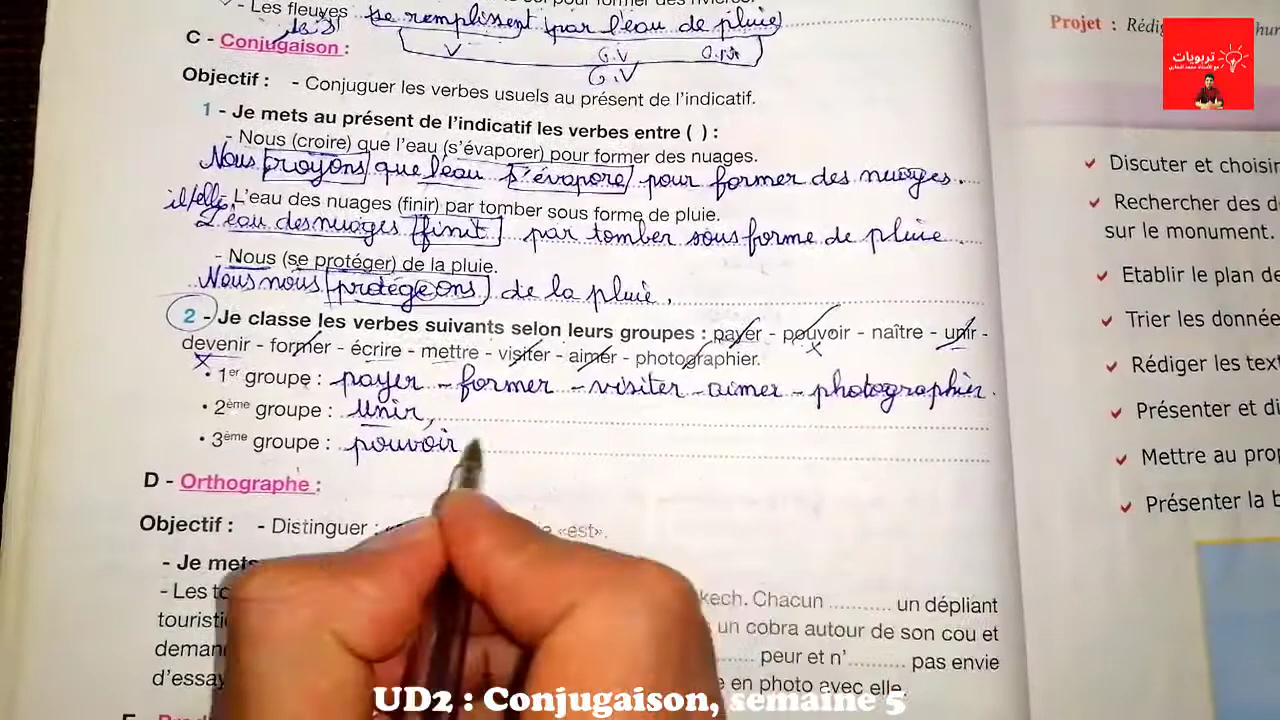 - Les fleuves se remplissent par l'eau de pluie
V G.V G.V
C - Conjugaison :
Objectif : - Conjuguer les verbes usuels au présent de l'indicatif.
1 - Je mets au présent de l'indicatif les verbes entre ( ) :
- Nous (croire) que l'eau (s'évaporer) pour former des nuages.
Nous croyons que l'eau s'évapore pour former des nuages.
il/elle
- L'eau des nuages (finir) par tomber sous forme de pluie.
L'eau des nuages finit par tomber sous forme de pluie
- Nous (se protéger) de la pluie.
Nous nous protégeons de la pluie.
2 - Je classe les verbes suivants selon leurs groupes : payer - pouvoir - naître - unir -
devenir - former - écrire - mettre - visiter - aimer - photographier.
• 1er groupe : payer - former - visiter - aimer - photographier.
• 2ème groupe : unir,
• 3ème groupe : pouvoir
D - Orthographe :
Objectif : - Distinguer : «est».
- Je mets
- Les kech. Chacun ........... un dépliant
un cobra autour de son cou et
peur et n'.......... pas envie
d'essay e en photo avec elle
Projet :
تربويات
Discuter et choisir
Rechercher des
sur le monument.
Etablir le plan de
Trier les donnée
Rédiger les tex
Présenter et di
Mettre au pro
Présenter la
UD2 : Conjugaison, semaine 5